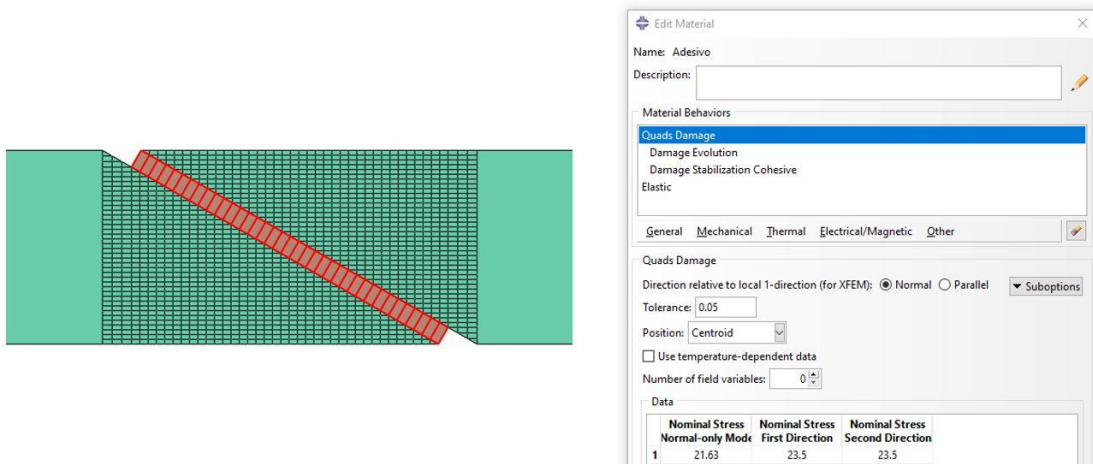 Edit Material
Name: Adesivo
Description:
Material Behaviors
Quads Damage
Damage Evolution
Damage Stabilization Cohesive
Elastic
General Mechanical Thermal Electrical/Magnetic Other
Quads Damage
Direction relative to local 1-direction (for XFEM): Normal Parallel
Suboptions
Tolerance: 0.05
Position: Centroid
Use temperature-dependent data
Number of field variables: 0
Data
Nominal Stress Nominal Stress Nominal Stress
Normal-only Mode First Direction Second Direction
1 21.63 23.5 23.5